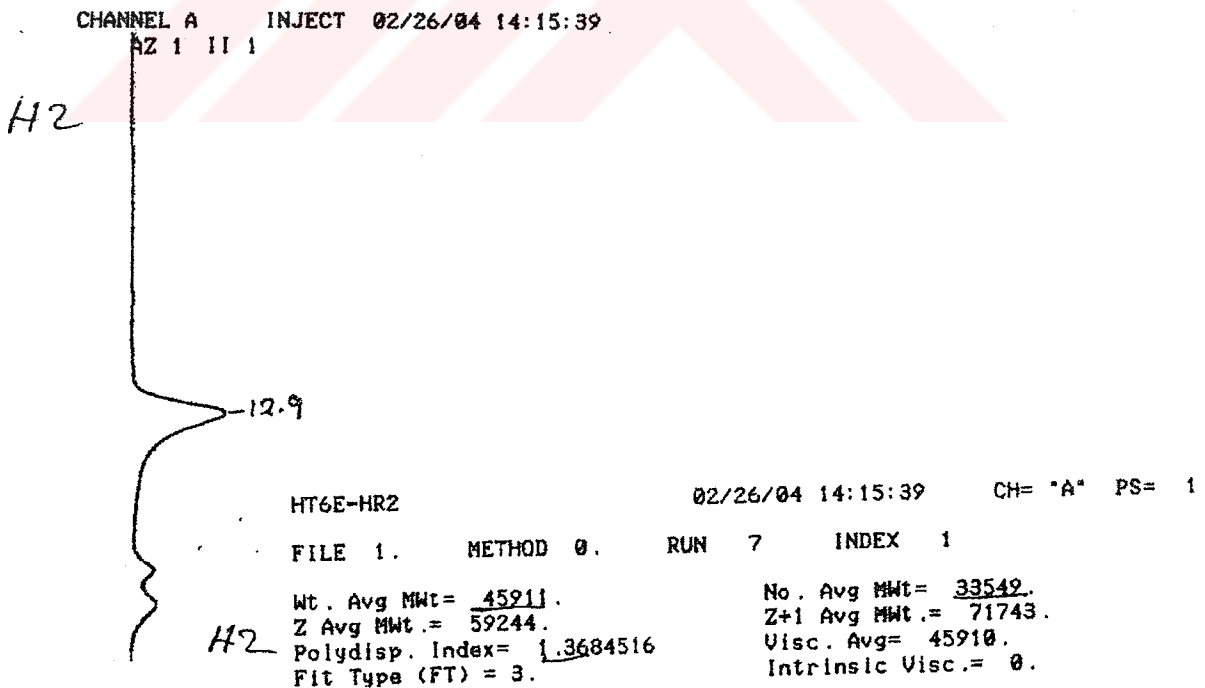 CHANNEL A INJECT 02/26/04 14:15:39
AZ 1 II 1
H2
12.9
HT6E-HR2 02/26/04 14:15:39 CH= "A" PS= 1
FILE 1. METHOD 0. RUN 7 INDEX 1
Wt. Avg MWt= 45911. No. Avg MWt= 33549.
Z Avg MWt.= 59244. Z+1 Avg MWt.= 71743.
H2 Polydisp. Index= 1.3684516 Visc. Avg= 45910.
Fit Type (FT) = 3. Intrinsic Visc.= 0.